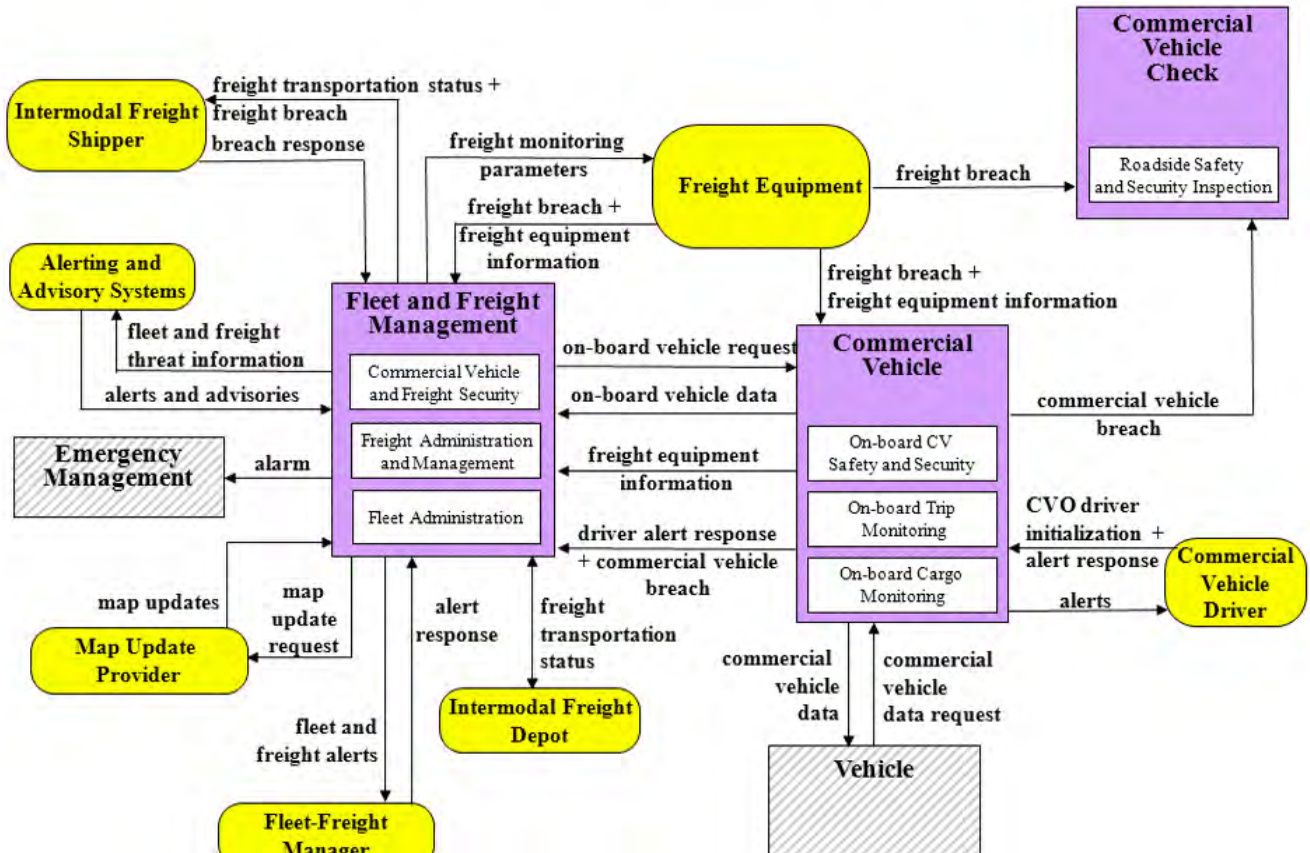 Commercial
Vehicle
Check
Roadside Safety
and Security Inspection
Intermodal Freight
Shipper
freight transportation status +
freight breach
breach response
freight monitoring
parameters
Freight Equipment
freight breach
freight breach +
freight equipment
information
freight breach +
freight equipment information
Alerting and
Advisory Systems
fleet and freight
threat information
alerts and advisories
Fleet and Freight
Management
Commercial Vehicle
and Freight Security
Freight Administration
and Management
Fleet Administration
on-board vehicle request
on-board vehicle data
freight equipment
information
driver alert response
+ commercial vehicle
breach
Commercial
Vehicle
On-board CV
Safety and Security
On-board Trip
Monitoring
On-board Cargo
Monitoring
commercial vehicle
breach
CVO driver
initialization +
alert response
alerts
Commercial
Vehicle
Driver
Emergency
Management
alarm
map updates
map
update
request
Map Update
Provider
alert
response
freight
transportation
status
Intermodal Freight
Depot
fleet and
freight alerts
Fleet-Freight
Manager
commercial
vehicle
data
commercial
vehicle
data request
Vehicle